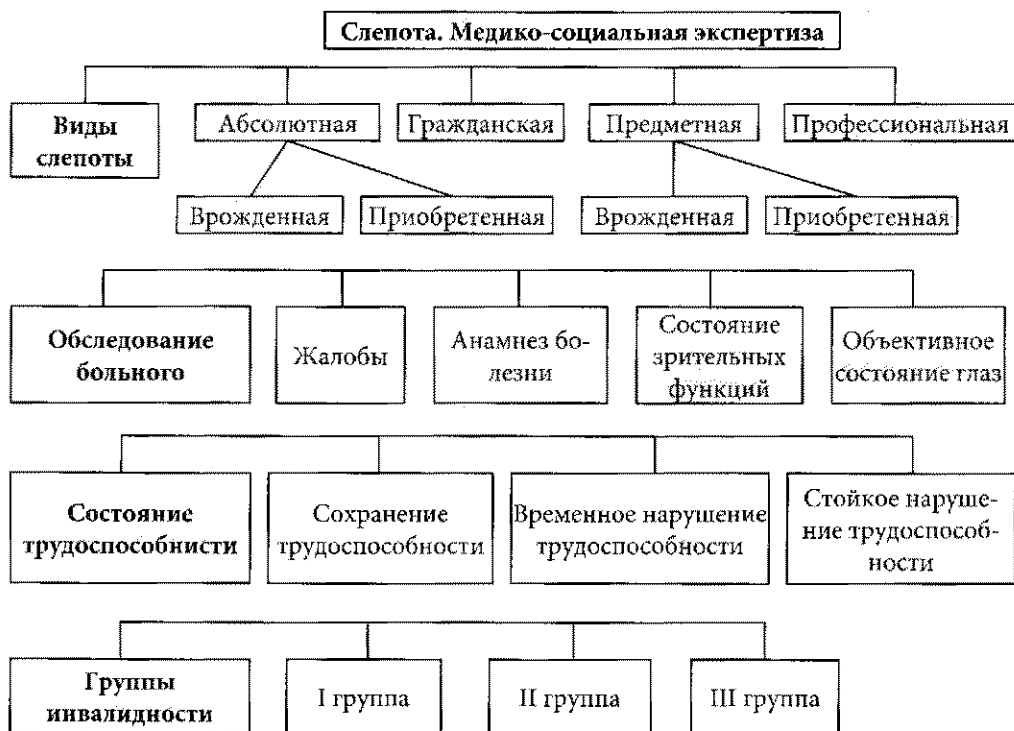 Слепота. Медико-социальная экспертиза
Виды
слепоты
Абсолютная
Гражданская
Предметная
Профессиональная
Врожденная
Приобретенная
Врожденная
Приобретенная
Обследование
больного
Жалобы
Анамнез бо-
лезни
Состояние
зрительных
функций
Объективное
состояние глаз
Состояние
трудоспособнисти
Сохранение
трудоспособности
Временное нарушение
трудоспособности
Стойкое наруше-
ние трудоспособ-
ности
Группы
инвалидности
I группа
II группа
III группа